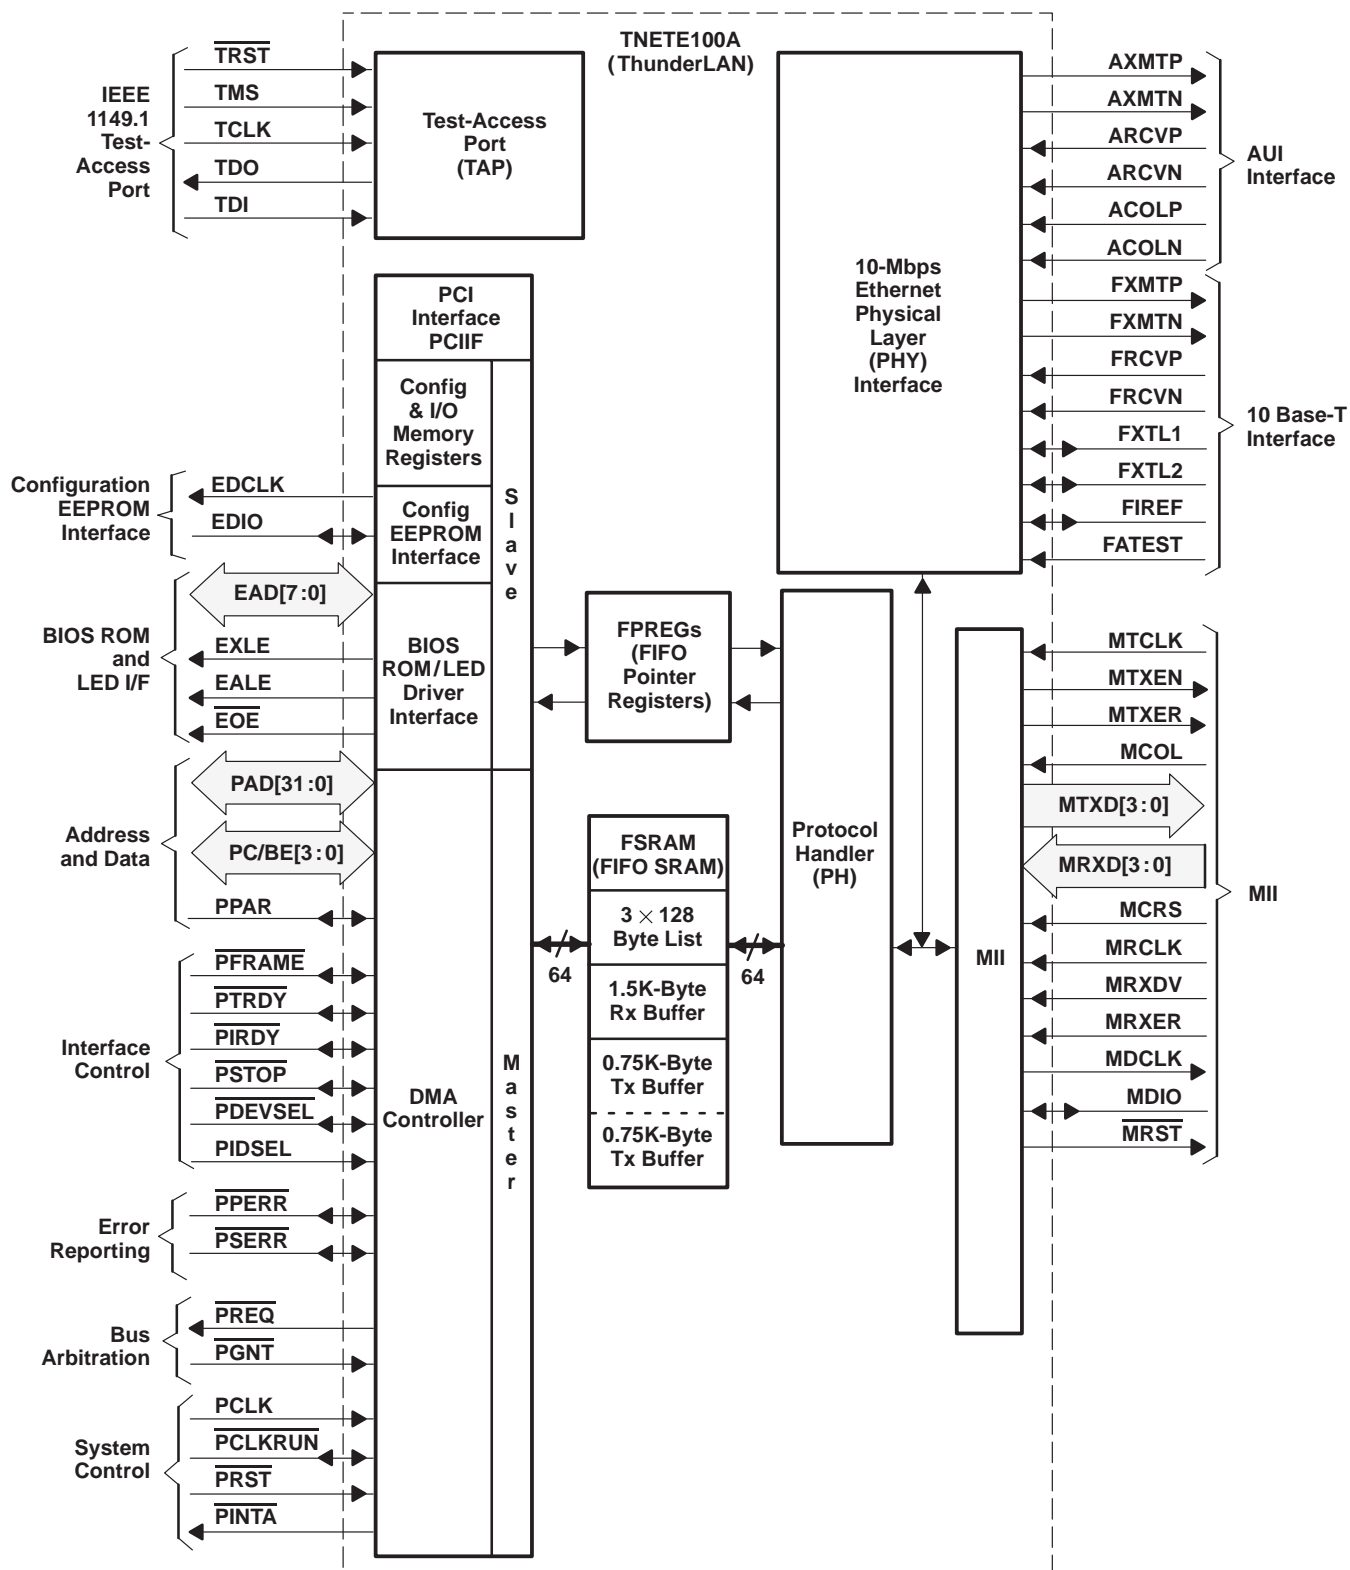 TNETE100A
(ThunderLAN)
IEEE
1149.1
Test-
Access
Port
TRST
TMS
TCLK
TDO
TDI
Test-Access
Port
(TAP)
PCI
Interface
PCIIF
Config
& I/O
Memory
Registers
Configuration
EEPROM
Interface
EDCLK
EDIO
Config
EEPROM
Interface
Slave
BIOS ROM
and
LED I/F
EAD[7:0]
EXLE
EALE
EOE
BIOS
ROM/LED
Driver
Interface
Address
and Data
PAD[31:0]
PC/BE[3:0]
PPAR
Interface
Control
PFRAME
PTRDY
PIRDY
PSTOP
PDEVSEL
PIDSEL
DMA
Controller
Master
Error
Reporting
PPERR
PSERR
Bus
Arbitration
PREQ
PGNT
System
Control
PCLK
PCLKRUN
PRST
PINTA
FPREGs
(FIFO
Pointer
Registers)
FSRAM
(FIFO SRAM)
3 × 128
Byte List
1.5K-Byte
Rx Buffer
0.75K-Byte
Tx Buffer
0.75K-Byte
Tx Buffer
64
64
Protocol
Handler
(PH)
10-Mbps
Ethernet
Physical
Layer
(PHY)
Interface
AXMTP
AXMTN
ARCVP
ARCVN
ACOLP
ACOLN
AUI
Interface
FXMTP
FXMTN
FRCVP
FRCVN
FXTL1
FXTL2
FIREF
FATEST
10 Base-T
Interface
MII
MTCLK
MTXEN
MTXER
MCOL
MTXD[3:0]
MRXD[3:0]
MCRS
MRCLK
MRXDV
MRXER
MDCLK
MDIO
MRST
MII